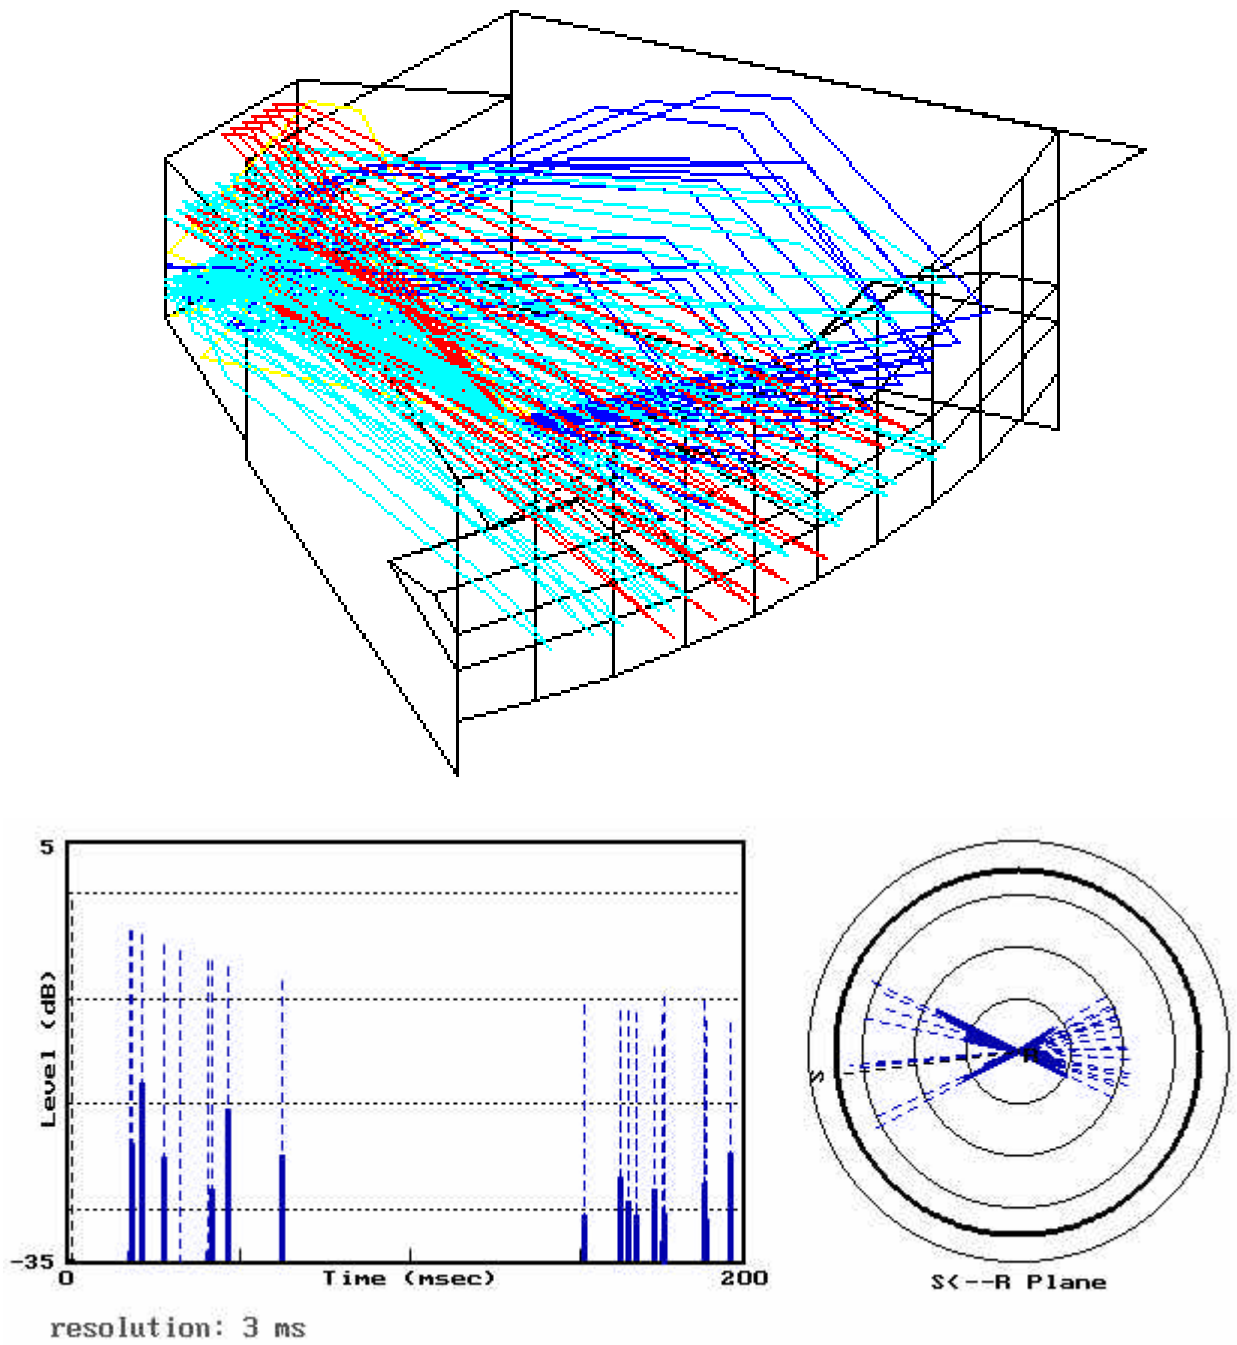 5
Level (dB)
-35
0
Time (msec)
200
S
R
S<--R Plane
resolution: 3 ms